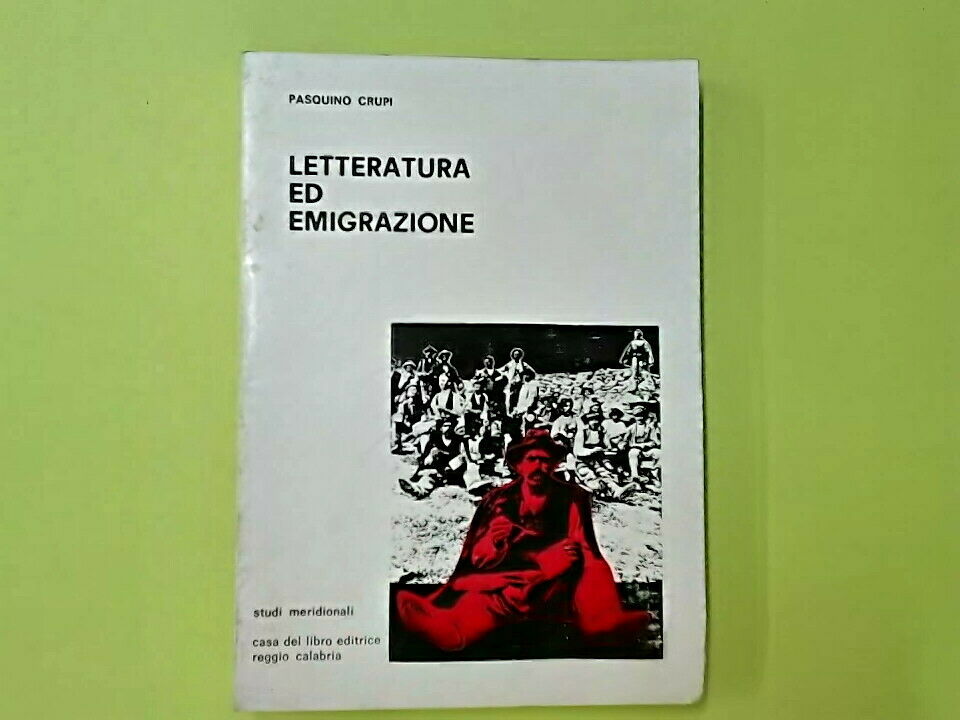 PASQUINO CRUPI
LETTERATURA
ED
EMIGRAZIONE
studi meridionali
casa del libro editrice
reggio calabria